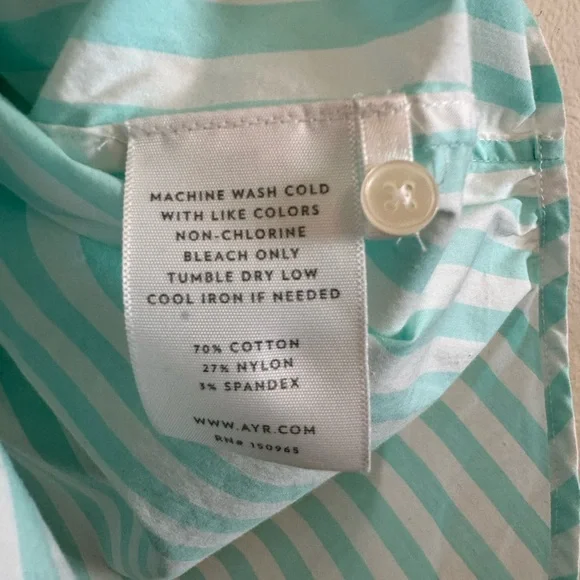 MACHINE WASH COLD
WITH LIKE COLORS
NON-CHLORINE
BLEACH ONLY
TUMBLE DRY LOW
COOL IRON IF NEEDED
70% COTTON
27% NYLON
3% SPANDEX
WWW.AYR.COM
RN# 150965